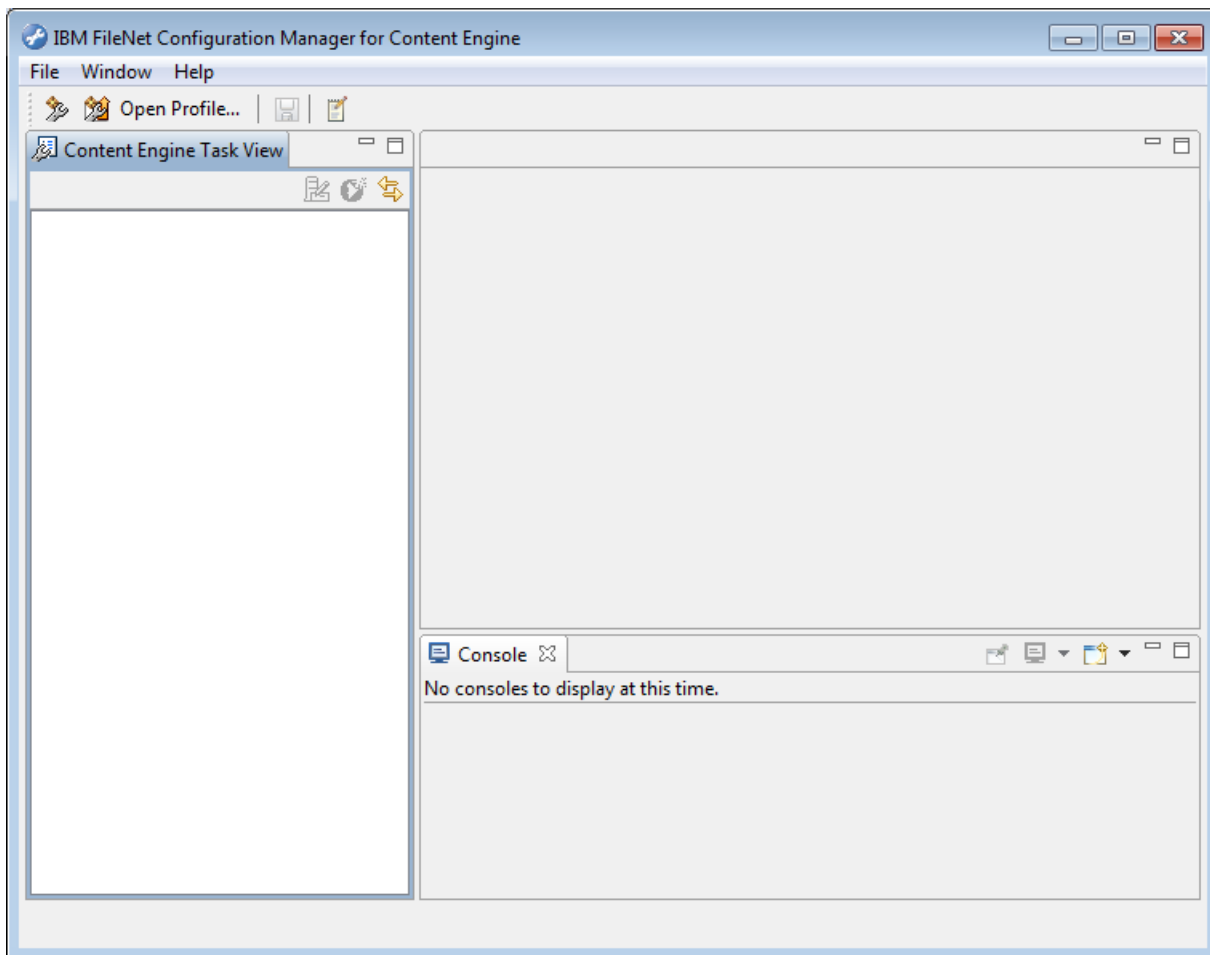 IBM FileNet Configuration Manager for Content Engine
File Window Help
Open Profile...
Content Engine Task View
Console
No consoles to display at this time.